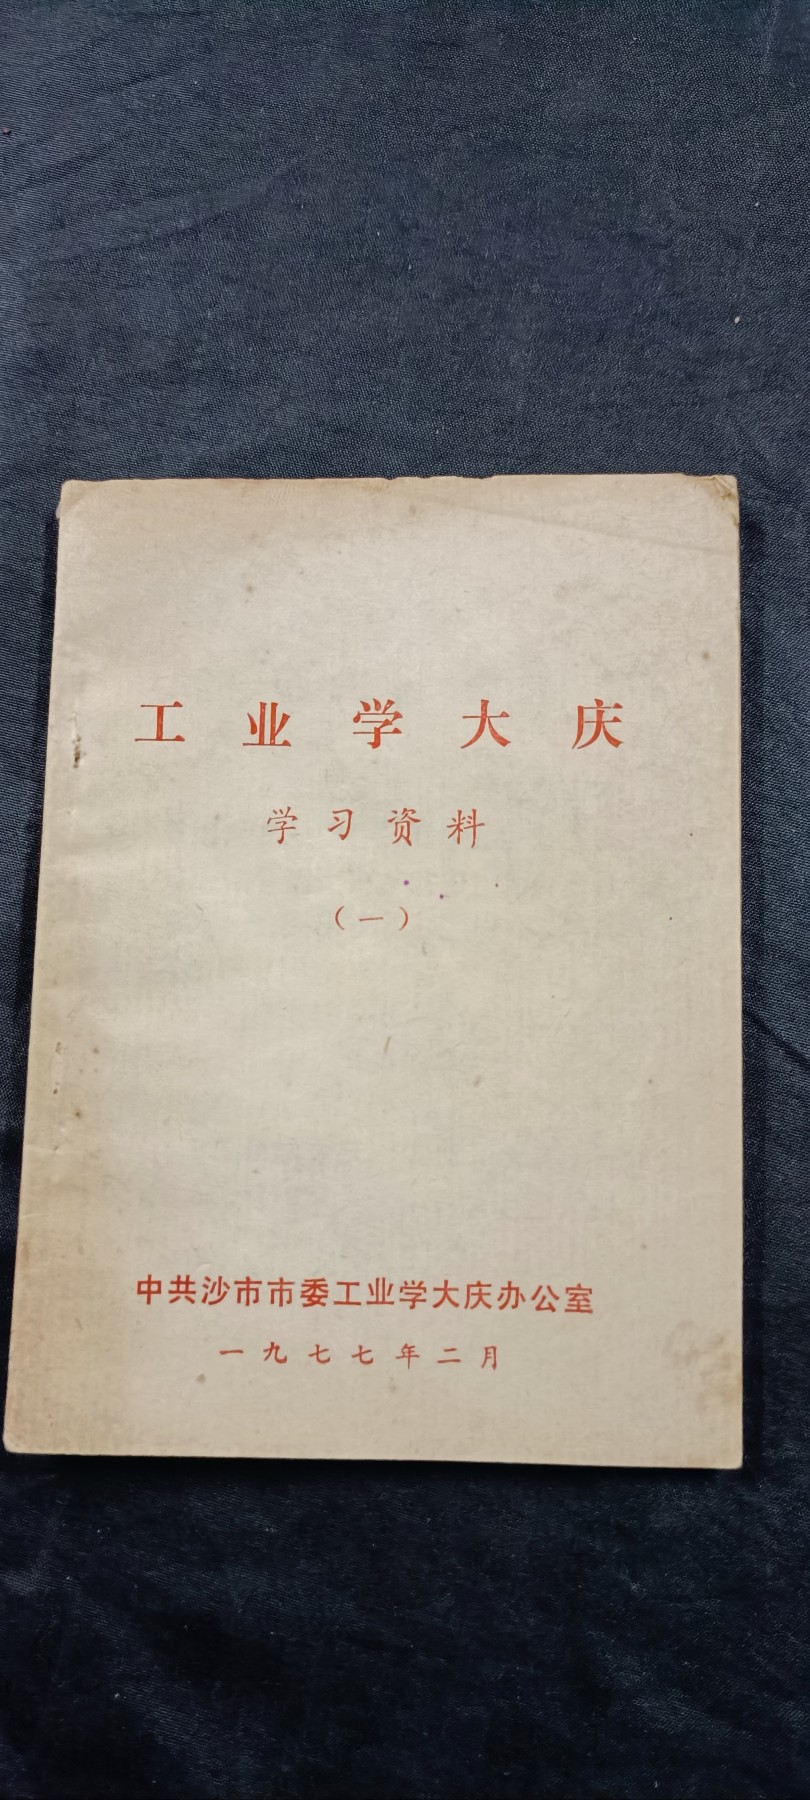 工业学大庆
学习资料
（一）
中共沙市市委工业学大庆办公室
一九七七年二月